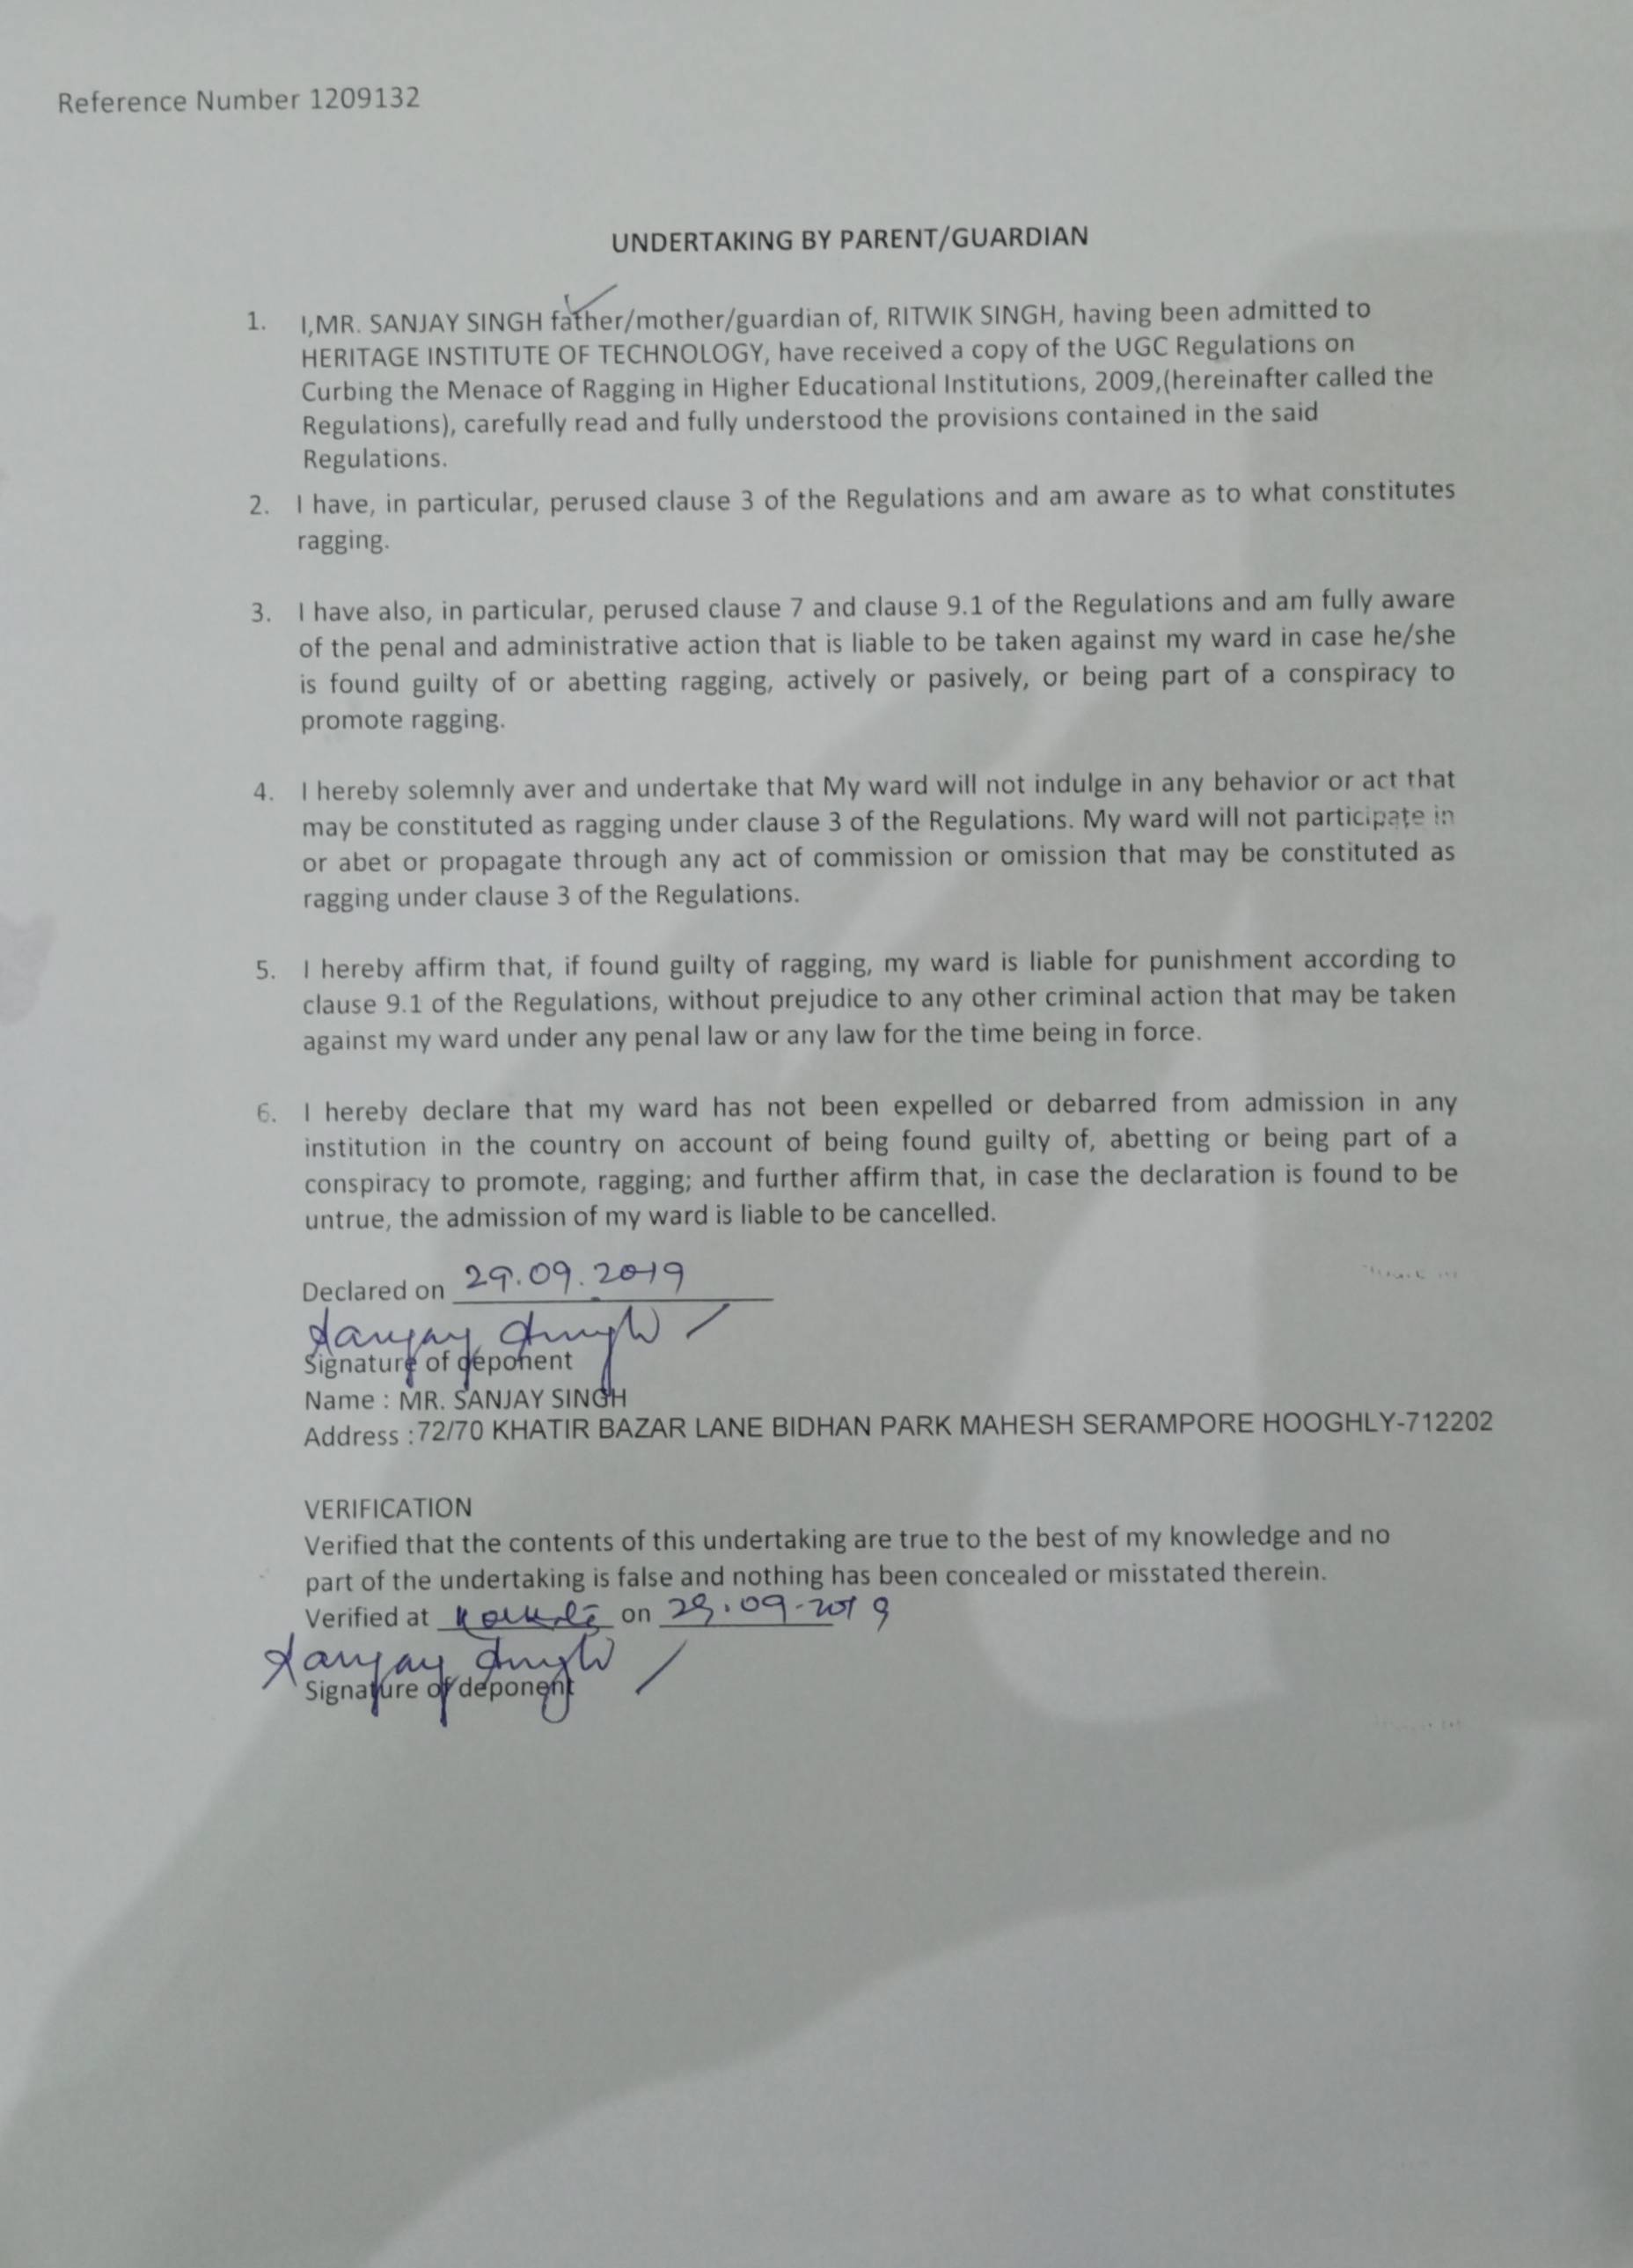 Reference Number 1209132
UNDERTAKING BY PARENT/GUARDIAN
1. I,MR. SANJAY SINGH father/mother/guardian of, RITWIK SINGH, having been admitted to
HERITAGE INSTITUTE OF TECHNOLOGY, have received a copy of the UGC Regulations on
Curbing the Menace of Ragging in Higher Educational Institutions, 2009,(hereinafter called the
Regulations), carefully read and fully understood the provisions contained in the said
Regulations.
2. I have, in particular, perused clause 3 of the Regulations and am aware as to what constitutes
ragging.
3. I have also, in particular, perused clause 7 and clause 9.1 of the Regulations and am fully aware
of the penal and administrative action that is liable to be taken against my ward in case he/she
is found guilty of or abetting ragging, actively or pasively, or being part of a conspiracy to
promote ragging.
4. I hereby solemnly aver and undertake that My ward will not indulge in any behavior or act that
may be constituted as ragging under clause 3 of the Regulations. My ward will not participate in
or abet or propagate through any act of commission or omission that may be constituted as
ragging under clause 3 of the Regulations.
5. I hereby affirm that, if found guilty of ragging, my ward is liable for punishment according to
clause 9.1 of the Regulations, without prejudice to any other criminal action that may be taken
against my ward under any penal law or any law for the time being in force.
6. I hereby declare that my ward has not been expelled or debarred from admission in any
institution in the country on account of being found guilty of, abetting or being part of a
conspiracy to promote, ragging; and further affirm that, in case the declaration is found to be
untrue, the admission of my ward is liable to be cancelled.
Declared on 29.09.2019
Sanjay Singh
Signature of deponent
Name : MR. SANJAY SINGH
Address : 72/70 KHATIR BAZAR LANE BIDHAN PARK MAHESH SERAMPORE HOOGHLY-712202
VERIFICATION
Verified that the contents of this undertaking are true to the best of my knowledge and no
part of the undertaking is false and nothing has been concealed or misstated therein.
Verified at on 29.09.2019
Sanjay Singh
Signature of deponent